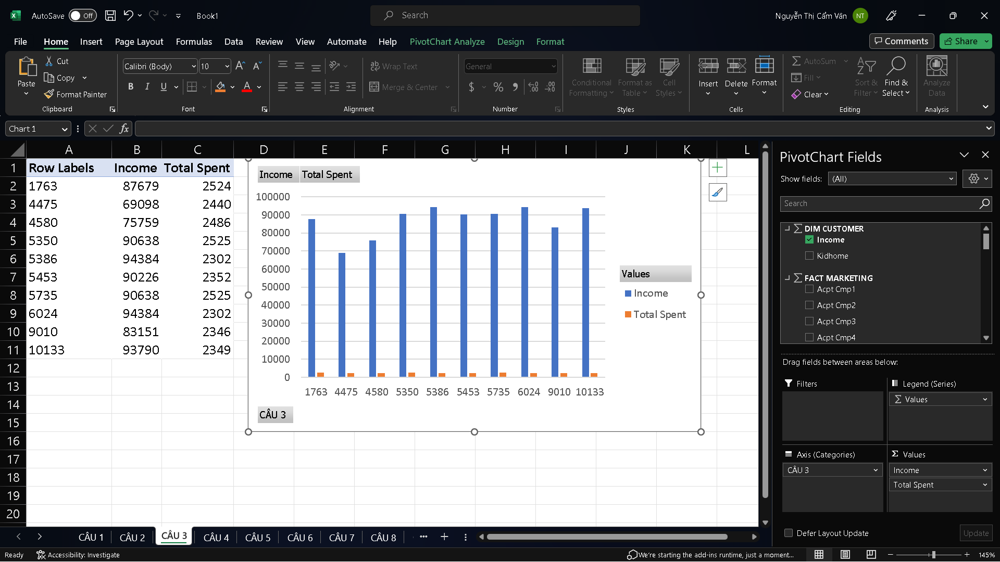 AutoSave Off Book1 Search Nguyễn Thị Cẩm Vân NT
File Home Insert Page Layout Formulas Data Review View Automate Help PivotChart Analyze Design Format Comments Share
Paste Cut Copy Format Painter Clipboard
Calibri (Body) 10 A A B I U A Font
Wrap Text Merge & Center Alignment
General $ % Number
Conditional Formatting Format as Table Cell Styles Styles
Insert Delete Format Cells
AutoSum Fill Clear Sort & Filter Find & Select Editing
Analyze Data Analysis
Chart 1 fx
A B C D E F G H I J K L
1 Row Labels Income Total Spent
2 1763 87679 2524
3 4475 69098 2440
4 4580 75759 2486
5 5350 90638 2525
6 5386 94384 2302
7 5453 90226 2352
8 5735 90638 2525
9 6024 94384 2302
10 9010 83151 2346
11 10133 93790 2349
12
13
14
15
16
17
18
19
20
Income Total Spent
100000
90000
80000
70000
60000
50000
40000
30000
20000
10000
0
1763 4475 4580 5350 5386 5453 5735 6024 9010 10133
CÂU 3
Values
Income
Total Spent
PivotChart Fields
Show fields: (All)
Search
DIM CUSTOMER
Income
Kidhome
FACT MARKETING
Acpt Cmp1
Acpt Cmp2
Acpt Cmp3
Acpt Cmp4
Drag fields between areas below:
Filters Legend (Series)
Values
Axis (Categories) Values
CÂU 3 Income
Total Spent
Defer Layout Update Update
CÂU 1 CÂU 2 CÂU 3 CÂU 4 CÂU 5 CÂU 6 CÂU 7 CÂU 8 ...
Ready Accessibility: Investigate We're starting the add-ins runtime, just a moment... 145%